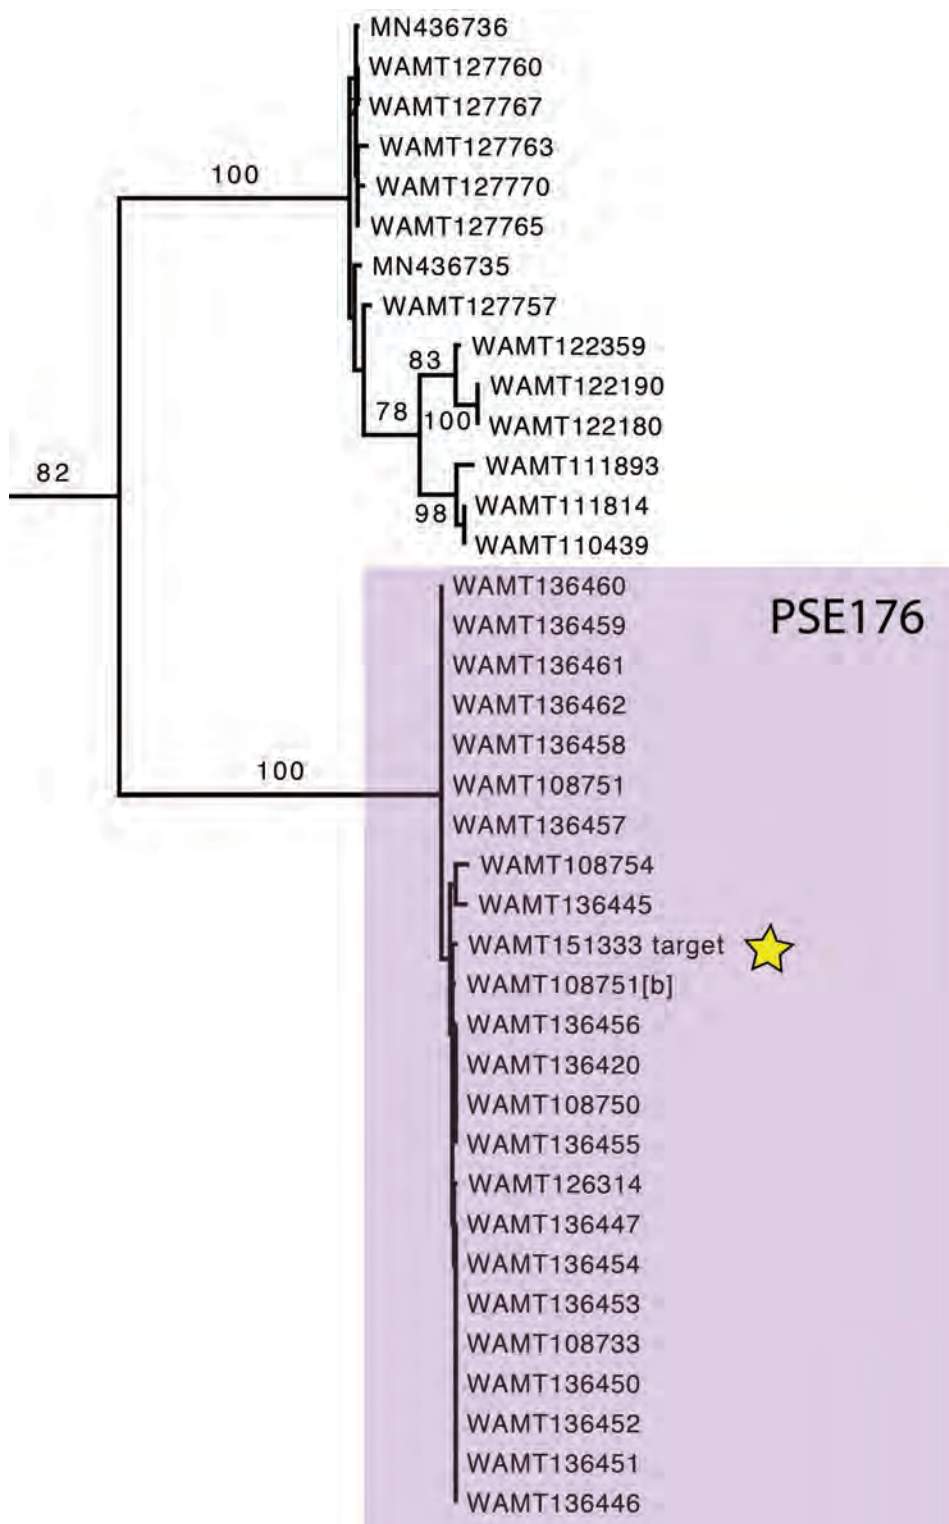 MN436736
WAMT127760
WAMT127767
WAMT127763
100
WAMT127770
WAMT127765
MN436735
WAMT127757
WAMT122359
83
WAMT122190
78
100
WAMT122180
WAMT111893
82
WAMT111814
98
WAMT110439
WAMT136460
PSE176
WAMT136459
WAMT136461
WAMT136462
WAMT136458
100
WAMT108751
WAMT136457
WAMT108754
WAMT136445
WAMT151333 target
WAMT108751[b]
WAMT136456
WAMT136420
WAMT108750
WAMT136455
WAMT126314
WAMT136447
WAMT136454
WAMT136453
WAMT108733
WAMT136450
WAMT136452
WAMT136451
WAMT136446